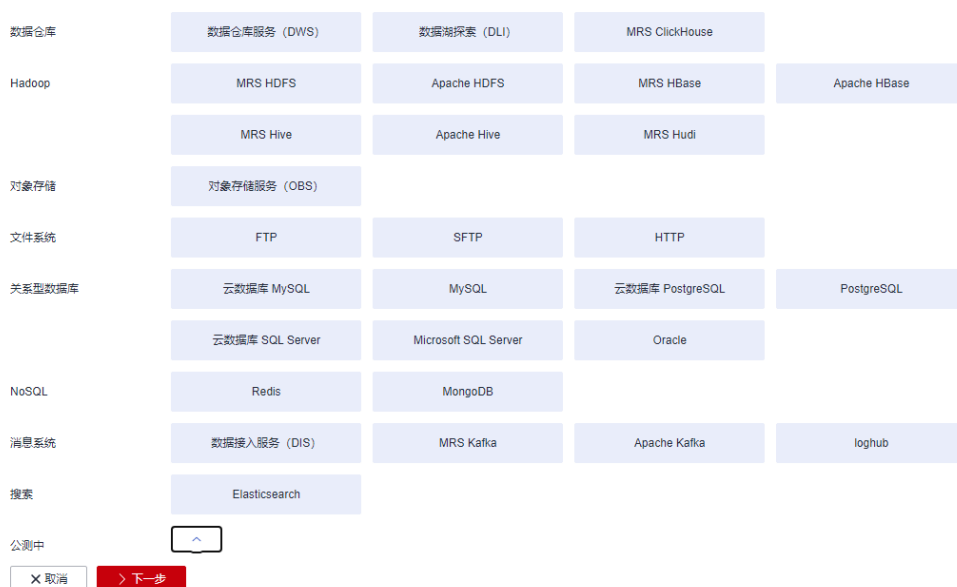 数据仓库 数据仓库服务（DWS） 数据湖探索（DLI） MRS ClickHouse
Hadoop MRS HDFS Apache HDFS MRS HBase Apache HBase
MRS Hive Apache Hive MRS Hudi
对象存储 对象存储服务（OBS）
文件系统 FTP SFTP HTTP
关系型数据库 云数据库 MySQL MySQL 云数据库 PostgreSQL PostgreSQL
云数据库 SQL Server Microsoft SQL Server Oracle
NoSQL Redis MongoDB
消息系统 数据接入服务（DIS） MRS Kafka Apache Kafka loghub
搜索 Elasticsearch
公测中
取消 下一步